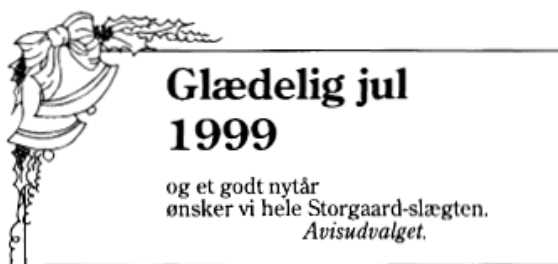 Glædelig jul
1999
og et godt nytår
ønsker vi hele Storgaard-slægten.
Avisudvalget.